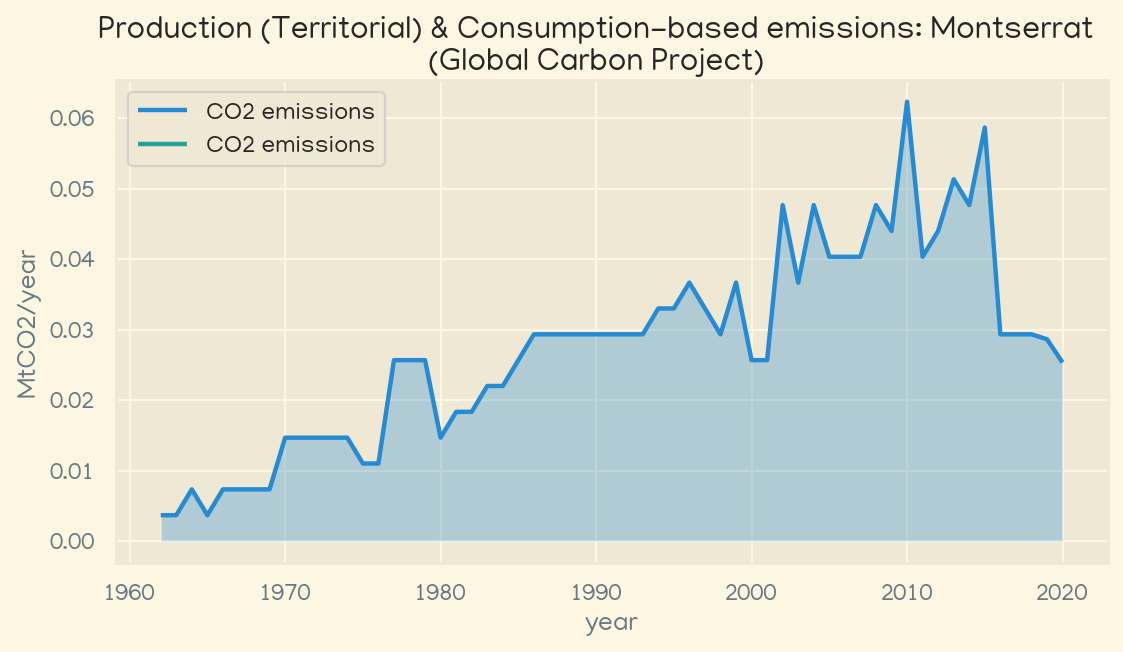 Production (Territorial) & Consumption-based emissions: Montserrat
(Global Carbon Project)
CO2 emissions
CO2 emissions
0.06
0.05
0.04
0.03
0.02
0.01
0.00
MtCO2/year
1960 1970 1980 1990 2000 2010 2020
year